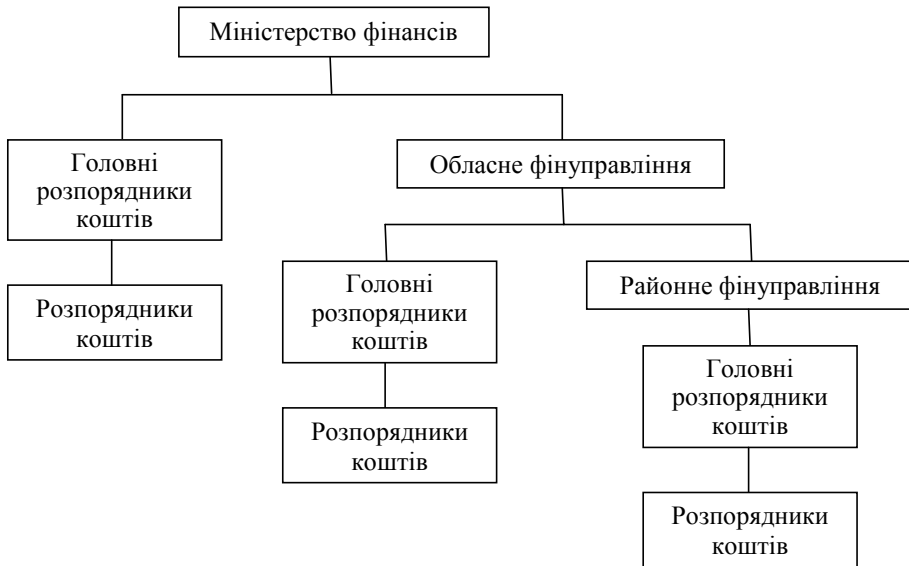 Міністерство фінансів
Головні
розпорядники
коштів
Обласне фінуправління
Розпорядники
коштів
Головні
розпорядники
коштів
Районне фінуправління
Головні
розпорядники
коштів
Розпорядники
коштів
Розпорядники
коштів